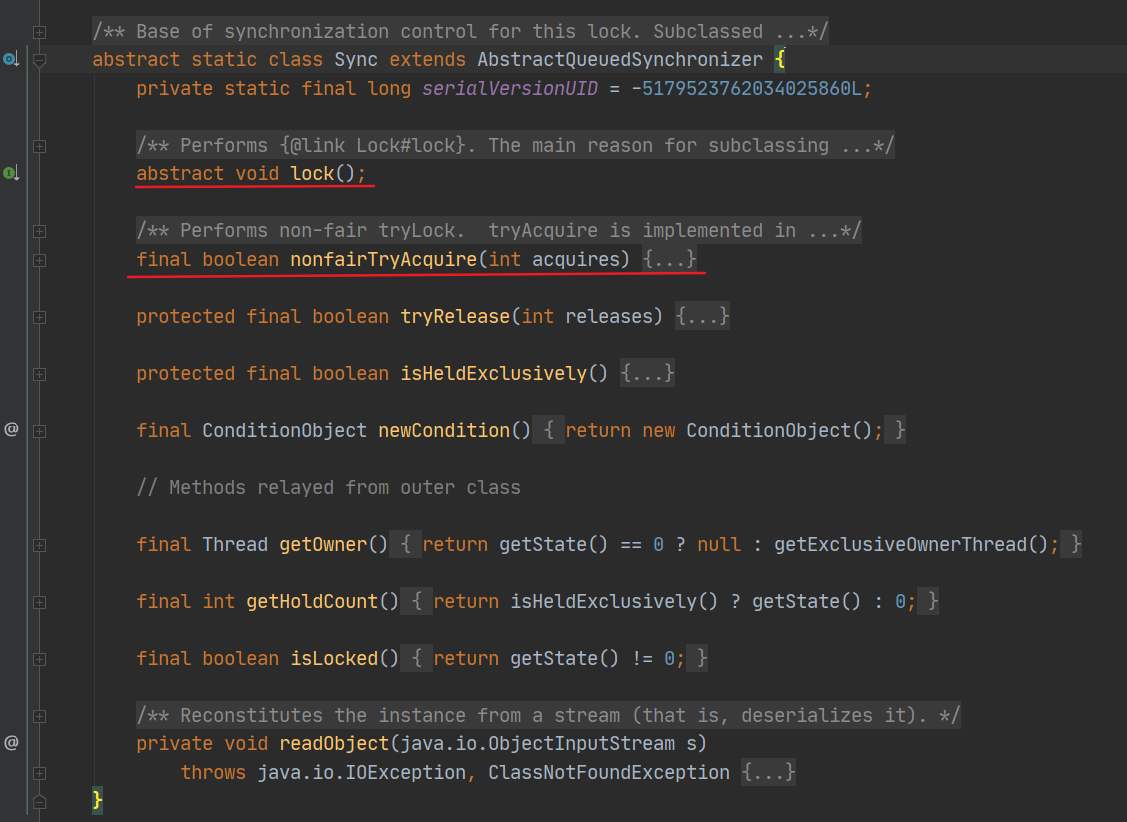 /** Base of synchronization control for this lock. Subclassed ...*/
abstract static class Sync extends AbstractQueuedSynchronizer {
private static final long serialVersionUID = -5179523762034025860L;
/** Performs {@link Lock#lock}. The main reason for subclassing ...*/
abstract void lock();
/** Performs non-fair tryLock.  tryAcquire is implemented in ...*/
final boolean nonfairTryAcquire(int acquires) {...}
protected final boolean tryRelease(int releases) {...}
protected final boolean isHeldExclusively() {...}
@ final ConditionObject newCondition() { return new ConditionObject(); }
// Methods relayed from outer class
final Thread getOwner() { return getState() == 0 ? null : getExclusiveOwnerThread(); }
final int getHoldCount() { return isHeldExclusively() ? getState() : 0; }
final boolean isLocked() { return getState() != 0; }
/** Reconstitutes the instance from a stream (that is, deserializes it). */
@ private void readObject(java.io.ObjectInputStream s)
throws java.io.IOException, ClassNotFoundException {...}
}